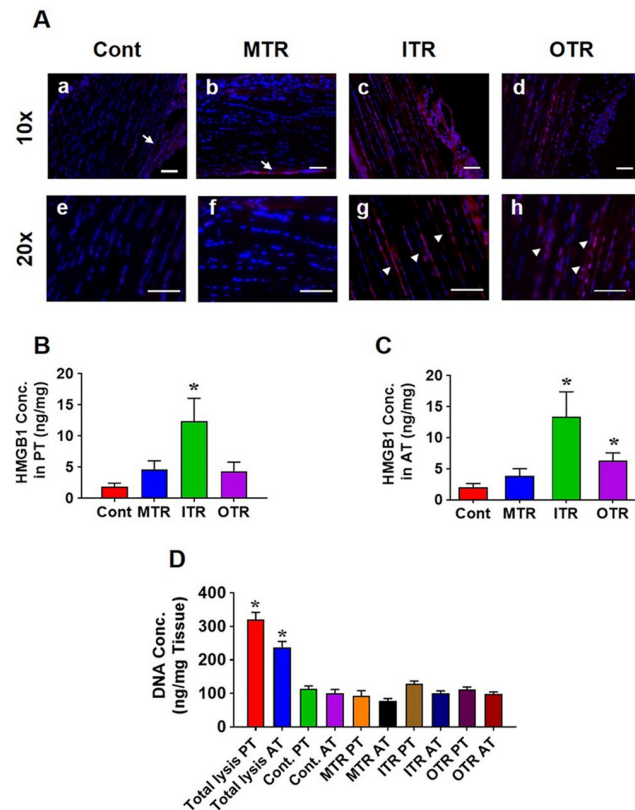 A
Cont MTR ITR OTR
10x
a b c d
20x
e f g h
B
HMGB1 Conc.
in PT (ng/mg)
20
15
10
5
0
*
Cont MTR ITR OTR
C
HMGB1 Conc.
in AT (ng/mg)
20
15
10
5
0
*
*
Cont MTR ITR OTR
D
DNA Conc.
(ng/mg Tissue)
400
300
200
100
0
*
*
Total lysis PT
Total lysis AT
Cont. PT
Cont. AT
MTR PT
MTR AT
ITR PT
ITR AT
OTR PT
OTR AT